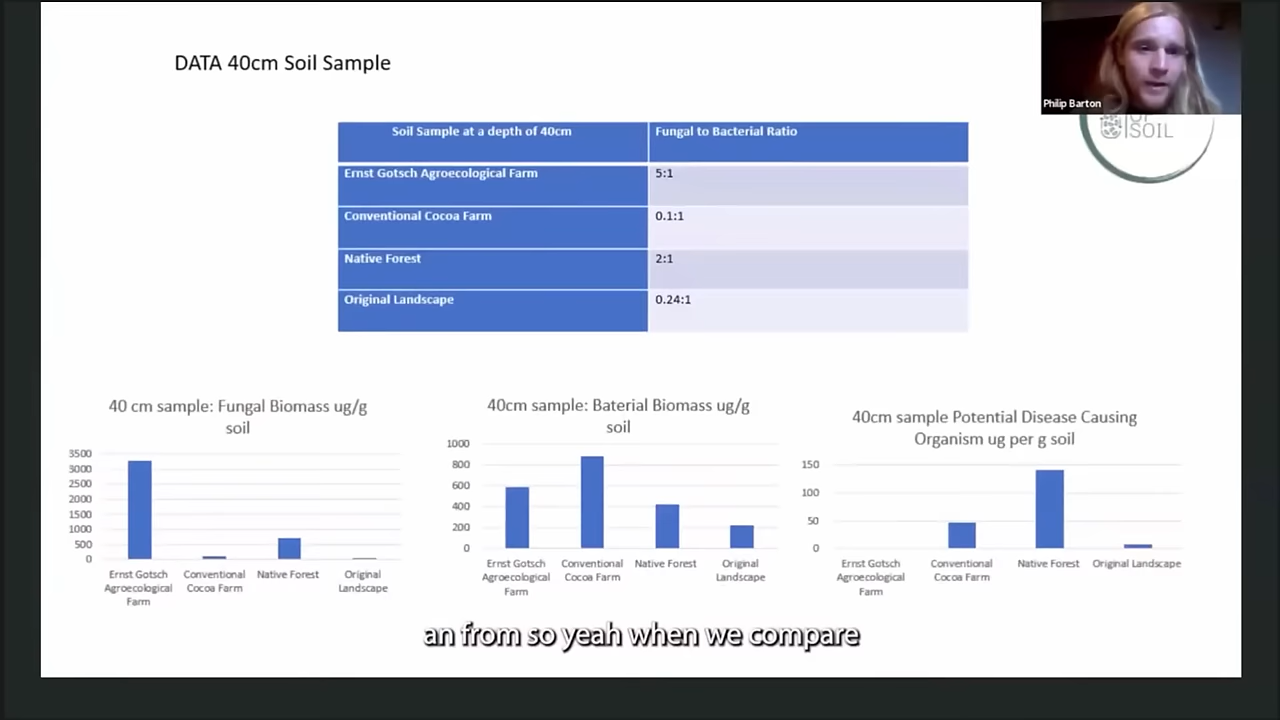 DATA 40cm Soil Sample
Philip Barton
SOIL
Soil Sample at a depth of 40cm
Fungal to Bacterial Ratio
Ernst Gotsch Agroecological Farm
5:1
Conventional Cocoa Farm
0.1:1
Native Forest
2:1
Original Landscape
0.24:1
40 cm sample: Fungal Biomass ug/g
soil
3500
3000
2500
2000
1500
1000
500
0
Ernst Gotsch
Agroecological
Farm
Conventional
Cocoa Farm
Native Forest
Original
Landscape
40cm sample: Baterial Biomass ug/g
soil
1000
800
600
400
200
0
Ernst Gotsch
Agroecological
Farm
Conventional
Cocoa Farm
Native Forest
Original
Landscape
40cm sample Potential Disease Causing
Organism ug per g soil
150
100
50
0
Ernst Gotsch
Agroecological
Farm
Conventional
Cocoa Farm
Native Forest
Original Landscape
an from so yeah when we compare